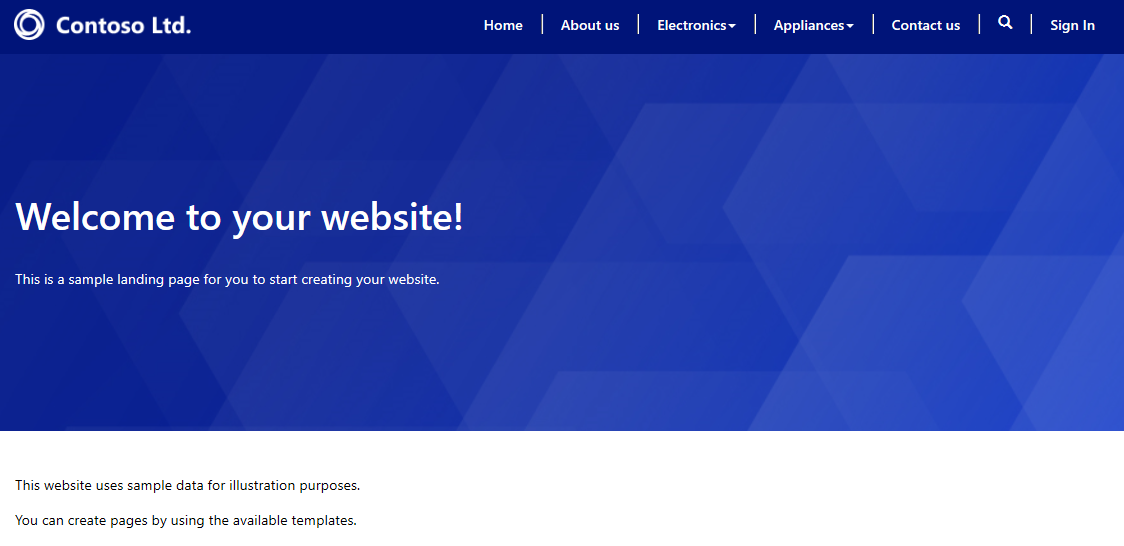 Contoso Ltd.
Home
About us
Electronics
Appliances
Contact us
Sign In
Welcome to your website!
This is a sample landing page for you to start creating your website.
This website uses sample data for illustration purposes.
You can create pages by using the available templates.